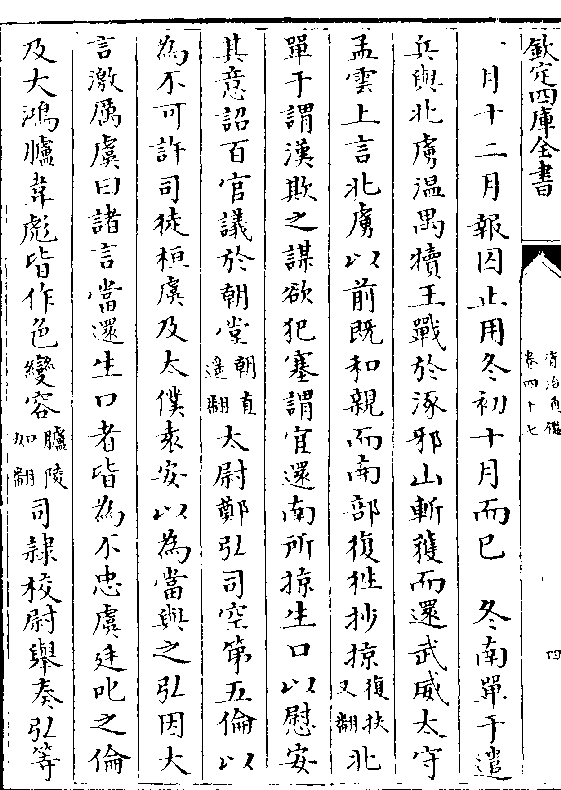 欽定四庫全書
資治通鑑
卷四十七
四
一月十二月報囚止用冬初十月而已　冬南單于遣
兵與北虜温禺犢王戰於涿邪山斬獲而還武威太守
孟雲上言北虜以前既和親而南部復往抄掠復扶又翻北
單于謂漢欺之謀欲犯塞謂宜還南所掠生口以慰安
其意詔百官議於朝堂朝直遥翻太尉鄭弘司空第五倫以
為不可許司徒桓虞及太僕袁安以為當與之弘因大
言激厲虞曰諸言當還生口者皆為不忠虞廷叱之倫
及大鴻臚韋彪皆作色變容臚陵如翻司隸校尉舉奏弘等